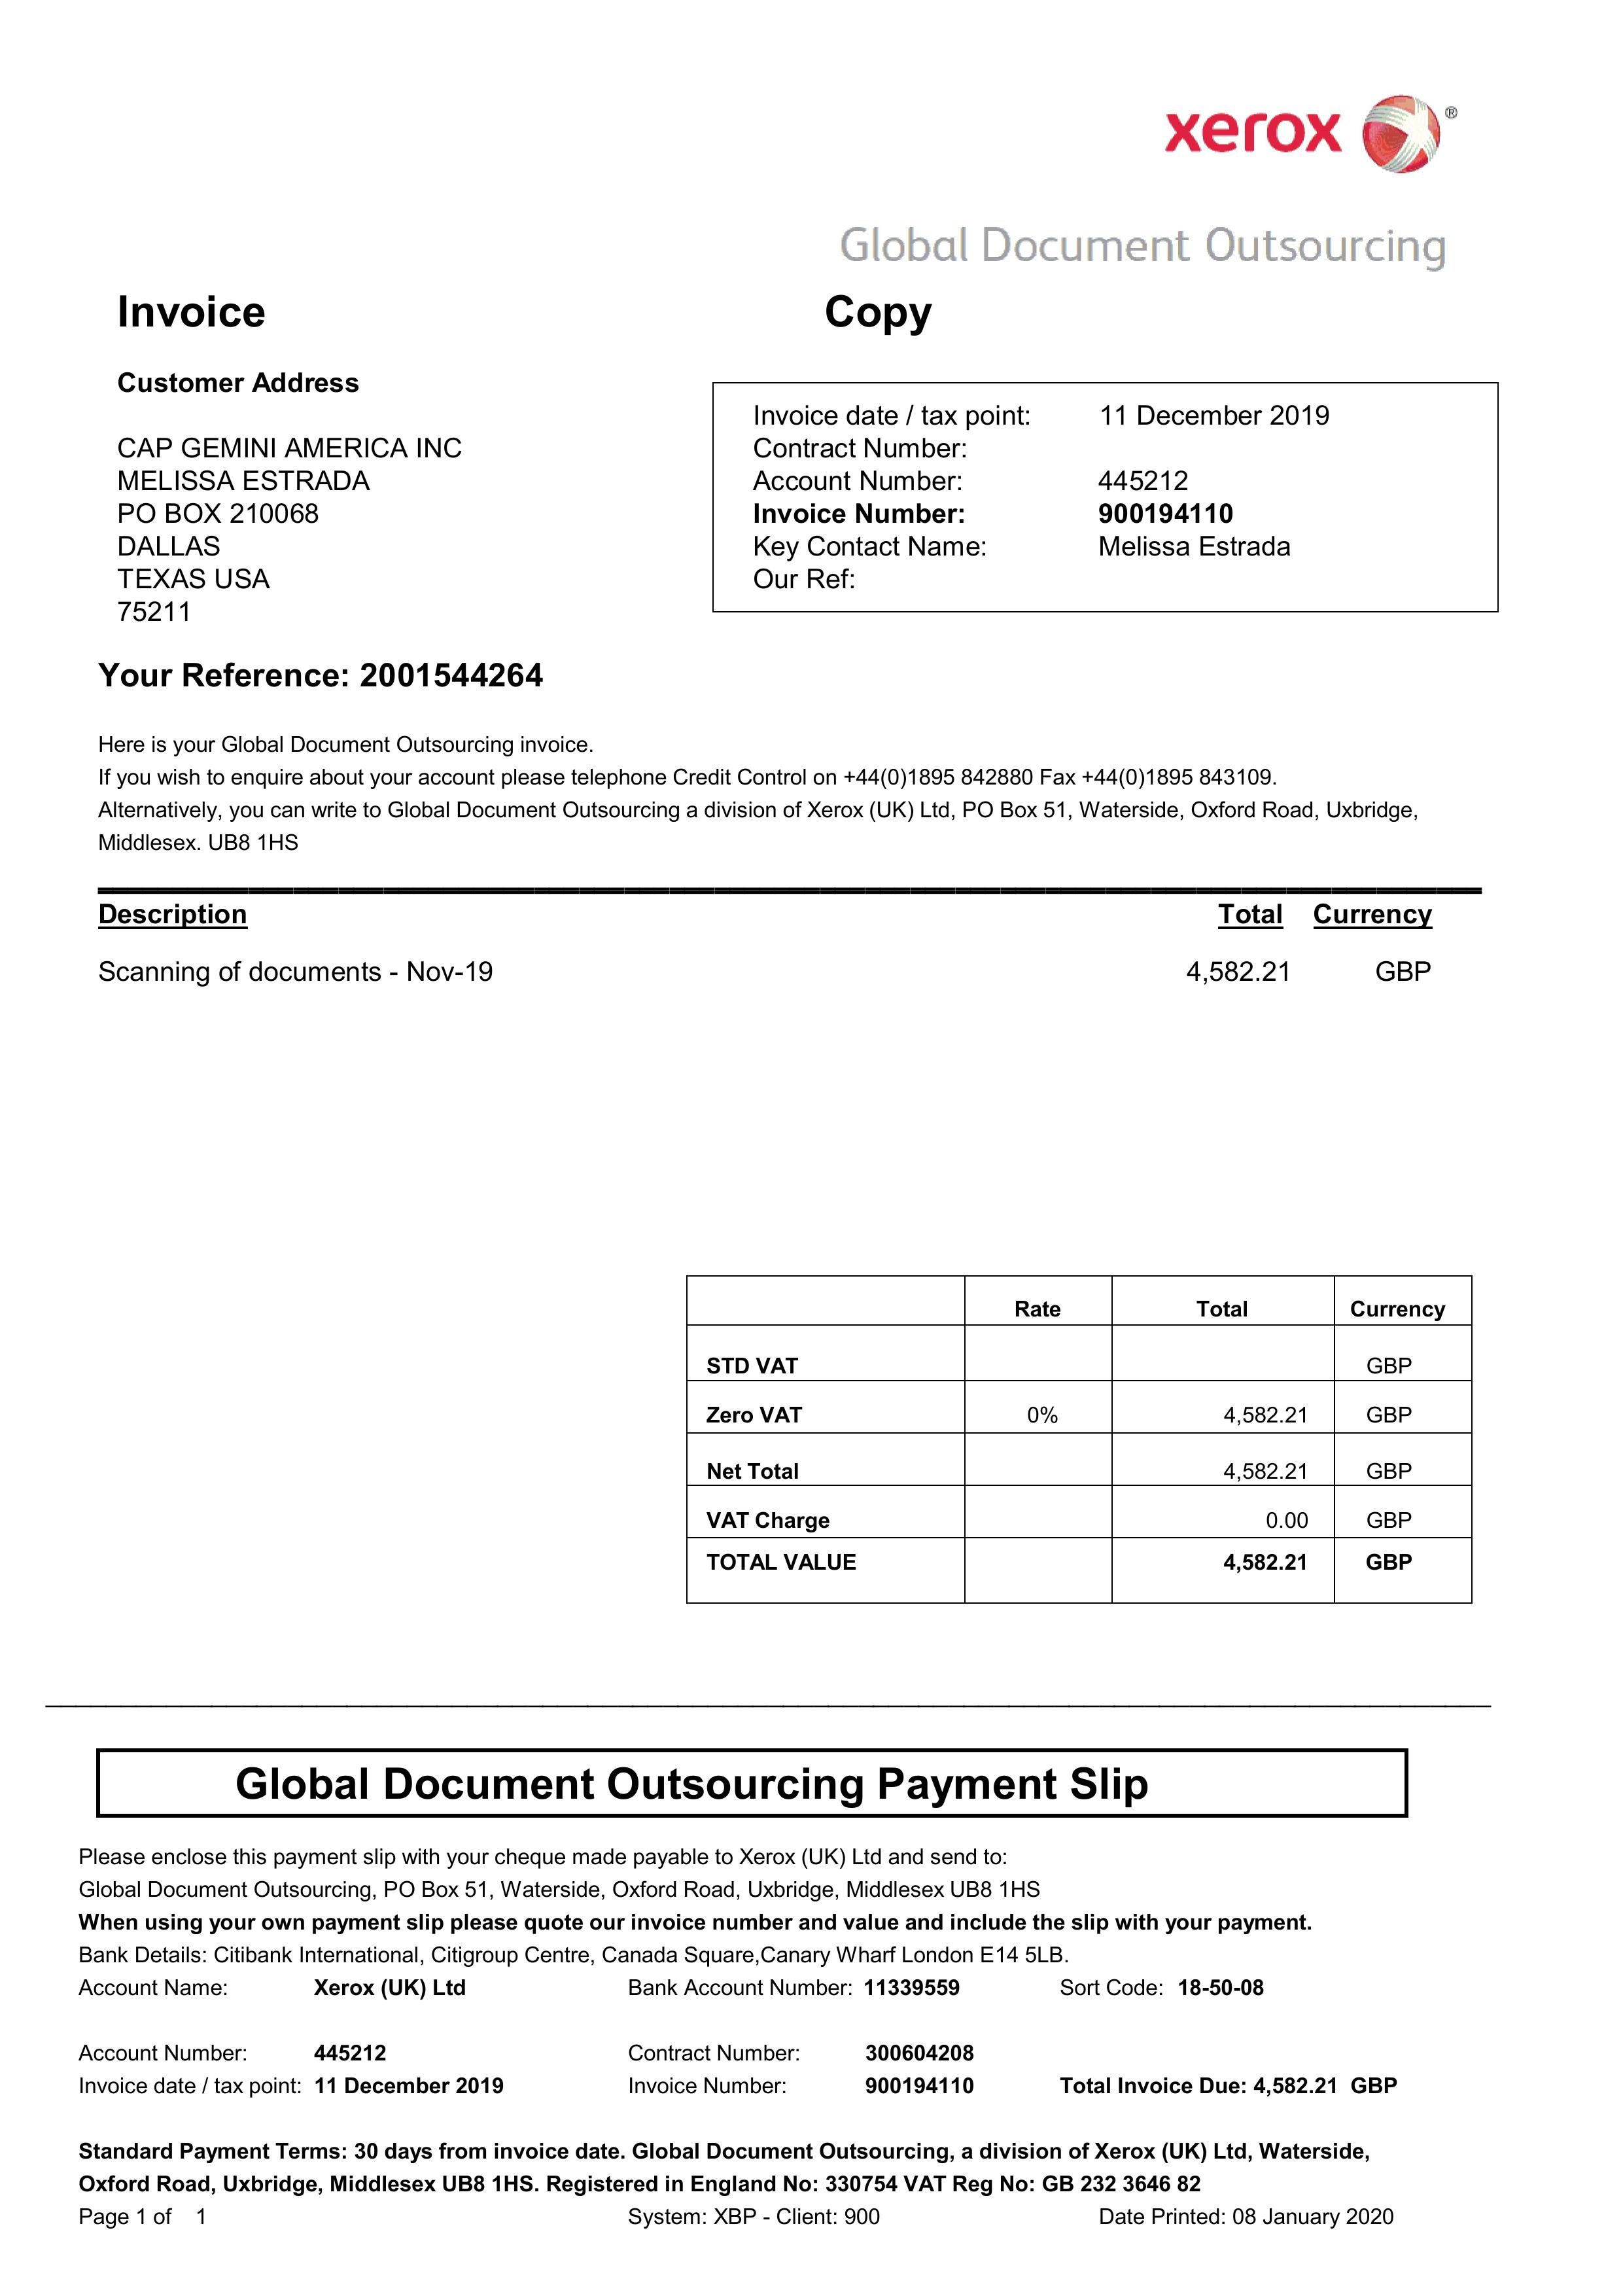 xerox ®
Global Document Outsourcing
Invoice Copy
Customer Address
CAP GEMINI AMERICA INC
MELISSA ESTRADA
PO BOX 210068
DALLAS
TEXAS USA
75211
Invoice date / tax point: 11 December 2019
Contract Number:
Account Number: 445212
Invoice Number: 900194110
Key Contact Name: Melissa Estrada
Our Ref:
Your Reference: 2001544264
Here is your Global Document Outsourcing invoice.
If you wish to enquire about your account please telephone Credit Control on +44(0)1895 842880 Fax +44(0)1895 843109.
Alternatively, you can write to Global Document Outsourcing a division of Xerox (UK) Ltd, PO Box 51, Waterside, Oxford Road, Uxbridge,
Middlesex. UB8 1HS
Description Total Currency
Scanning of documents - Nov-19 4,582.21 GBP
Rate Total Currency
STD VAT GBP
Zero VAT 0% 4,582.21 GBP
Net Total 4,582.21 GBP
VAT Charge 0.00 GBP
TOTAL VALUE 4,582.21 GBP
Global Document Outsourcing Payment Slip
Please enclose this payment slip with your cheque made payable to Xerox (UK) Ltd and send to:
Global Document Outsourcing, PO Box 51, Waterside, Oxford Road, Uxbridge, Middlesex UB8 1HS
When using your own payment slip please quote our invoice number and value and include the slip with your payment.
Bank Details: Citibank International, Citigroup Centre, Canada Square,Canary Wharf London E14 5LB.
Account Name: Xerox (UK) Ltd Bank Account Number: 11339559 Sort Code: 18-50-08
Account Number: 445212 Contract Number: 300604208
Invoice date / tax point: 11 December 2019 Invoice Number: 900194110 Total Invoice Due: 4,582.21 GBP
Standard Payment Terms: 30 days from invoice date. Global Document Outsourcing, a division of Xerox (UK) Ltd, Waterside,
Oxford Road, Uxbridge, Middlesex UB8 1HS. Registered in England No: 330754 VAT Reg No: GB 232 3646 82
Page 1 of 1 System: XBP - Client: 900 Date Printed: 08 January 2020